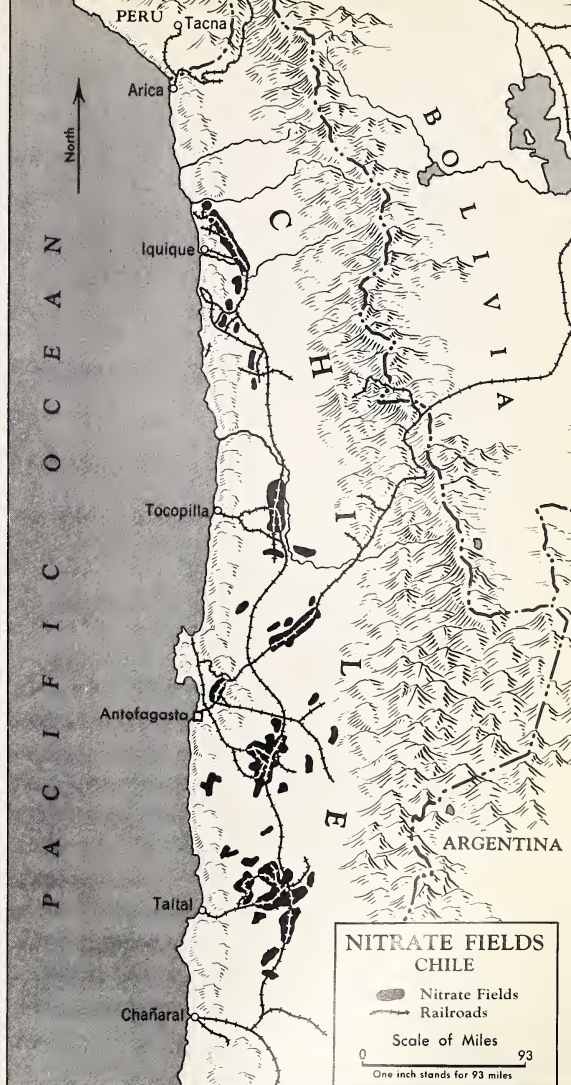 PERÚ
Tacna
Arica
North
BOLIVIA
CHILE
Iquique
PACIFIC OCEAN
Tocopilla
Antofagasta
ARGENTINA
Taltal
Chañaral
NITRATE FIELDS
CHILE
Nitrate Fields
Railroads
Scale of Miles
0 93
One inch stands for 93 miles